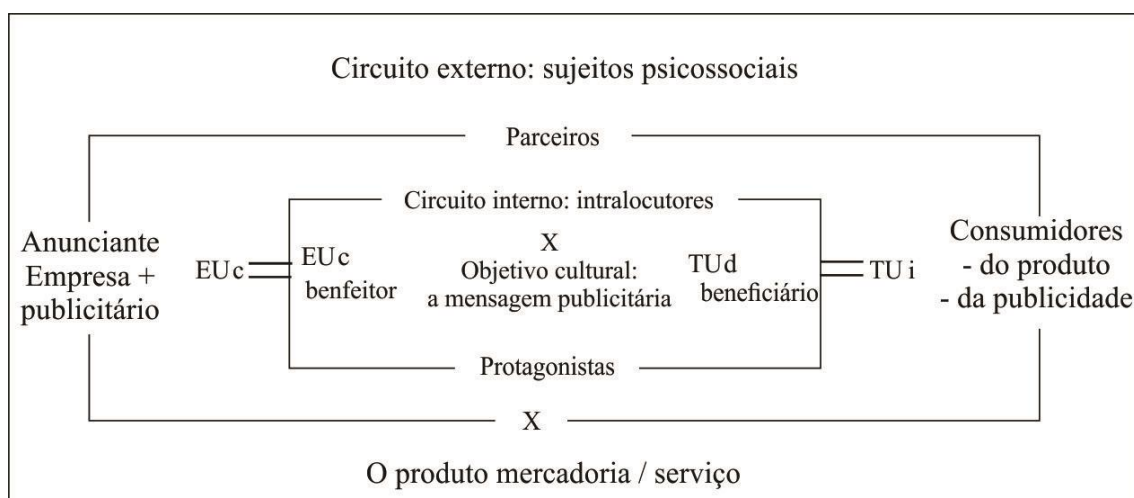 Circuito externo: sujeitos psicossociais
Parceiros
Circuito interno: intralocutores
Anunciante
Empresa +
publicitário
EUc
EUc
benfeitor
X
Objetivo cultural:
a mensagem publicitária
TUd
beneficiário
TUi
Consumidores
- do produto
- da publicidade
Protagonistas
X
O produto mercadoria / serviço